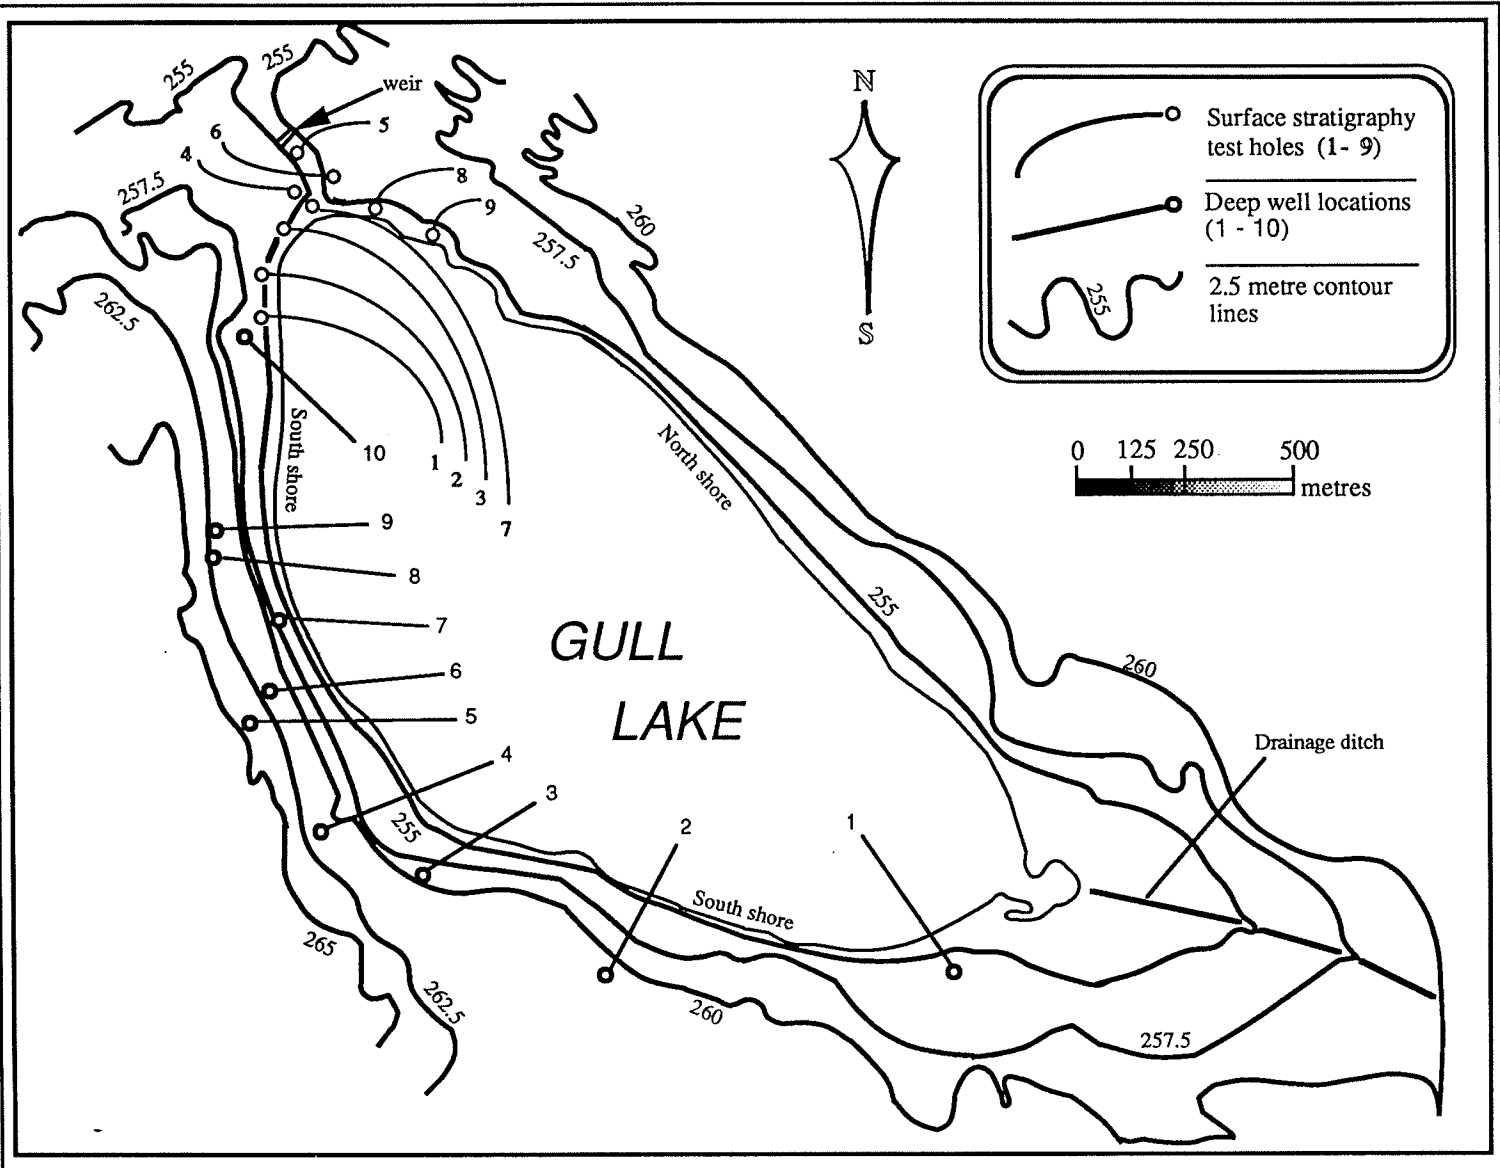 255
255
weir
N
5
6
4
8
257.5
9
260
257.5
262.5
S
Surface stratigraphy
test holes (1- 9)
Deep well locations
(1 - 10)
255
2.5 metre contour
lines
0 125 250 500
metres
South shore
North shore
10
1
2
3
7
9
8
7
6
5
4
3
2
1
GULL
LAKE
255
260
Drainage ditch
255
South shore
265
262.5
260
257.5